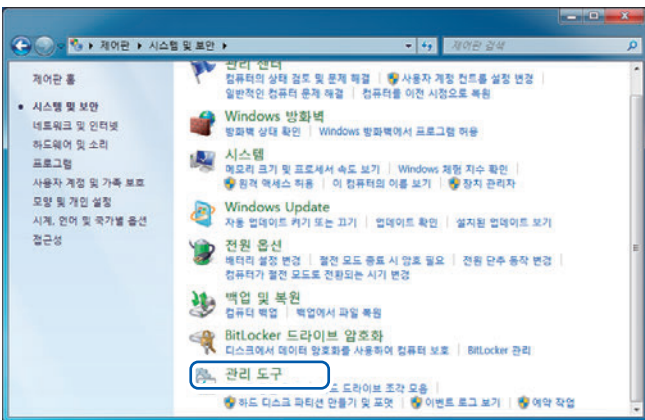 제어판 ▸ 시스템 및 보안 ▸
제어판 검색
제어판 홈
시스템 및 보안
네트워크 및 인터넷
하드웨어 및 소리
프로그램
사용자 계정 및 가족 보호
모양 및 개인 설정
시계, 언어 및 국가별 옵션
접근성
관리 센터
컴퓨터의 상태 검토 및 문제 해결 | 사용자 계정 컨트롤 설정 변경 |
일반적인 컴퓨터 문제 해결 | 컴퓨터를 이전 시점으로 복원
Windows 방화벽
방화벽 상태 확인 | Windows 방화벽에서 프로그램 허용
시스템
메모리 크기 및 프로세서 속도 보기 | Windows 체험 지수 확인 |
원격 액세스 허용 | 이 컴퓨터의 이름 보기 | 장치 관리자
Windows Update
자동 업데이트 켜기 또는 끄기 | 업데이트 확인 | 설치된 업데이트 보기
전원 옵션
배터리 설정 변경 | 절전 모드 종료 시 암호 필요 | 전원 단추 동작 변경 |
컴퓨터가 절전 모드로 전환되는 시기 변경
백업 및 복원
컴퓨터 백업 | 백업에서 파일 복원
BitLocker 드라이브 암호화
디스크에서 데이터 암호화를 사용하여 컴퓨터 보호 | BitLocker 관리
관리 도구
드라이브 조각 모음 |
하드 디스크 파티션 만들기 및 포맷 | 이벤트 로그 보기 | 예약 작업